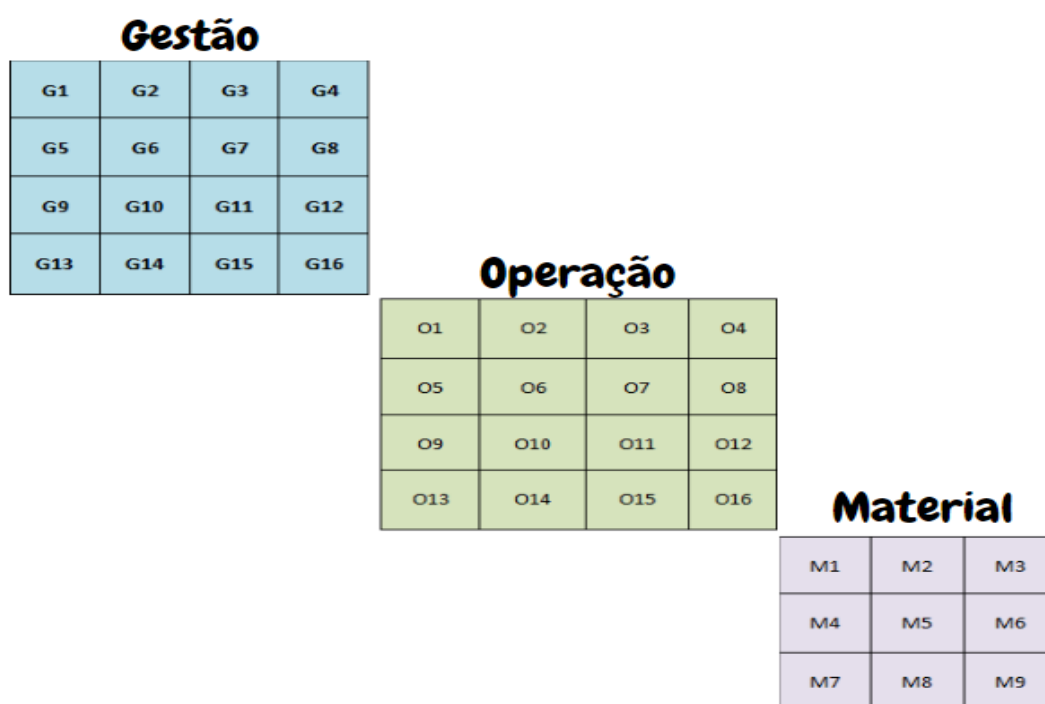 Gestão
G1 G2 G3 G4
G5 G6 G7 G8
G9 G10 G11 G12
G13 G14 G15 G16
Operação
O1 O2 O3 O4
O5 O6 O7 O8
O9 O10 O11 O12
O13 O14 O15 O16
Material
M1 M2 M3
M4 M5 M6
M7 M8 M9